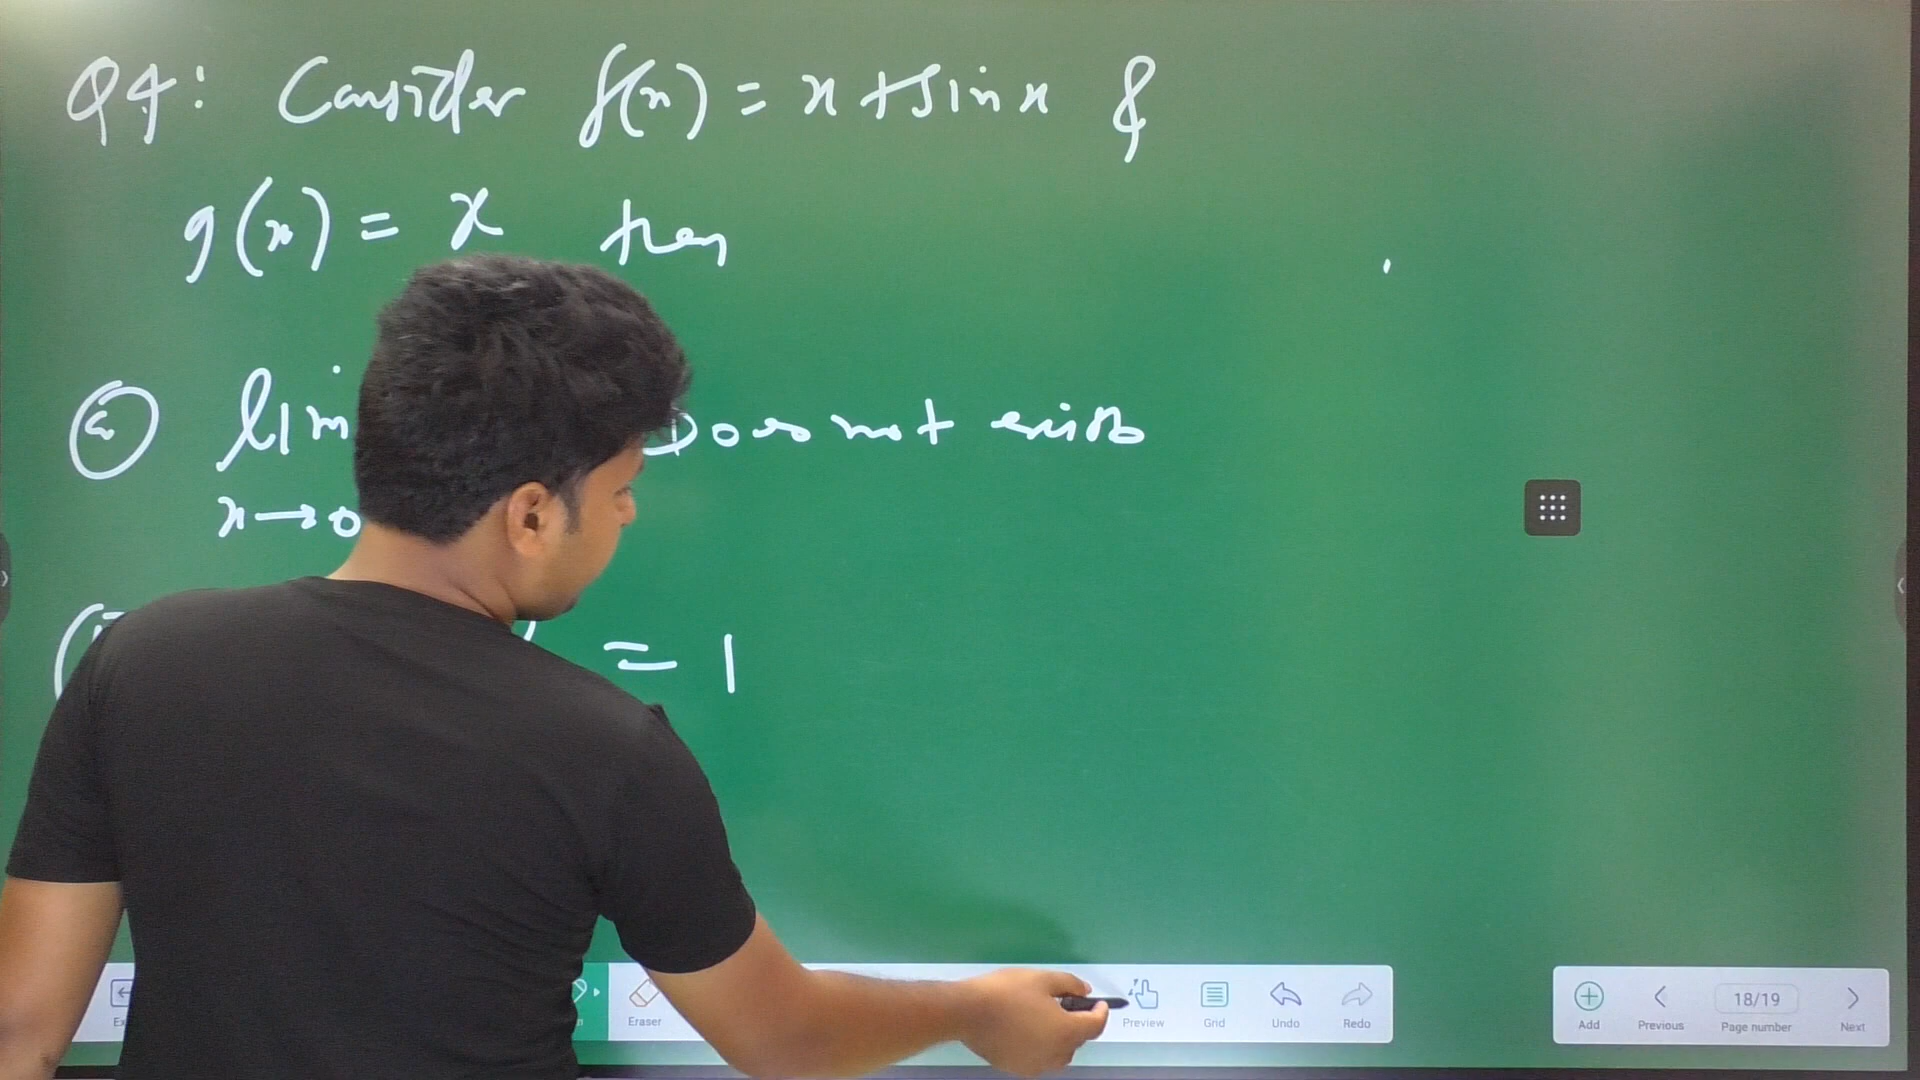 Q4: Consider f(x) = x + sin x &
g(x) = x then
(a) lim Does not exists
x→0
= 1
Eraser Preview Grid Undo Redo
Add Previous 18/19 Page number Next